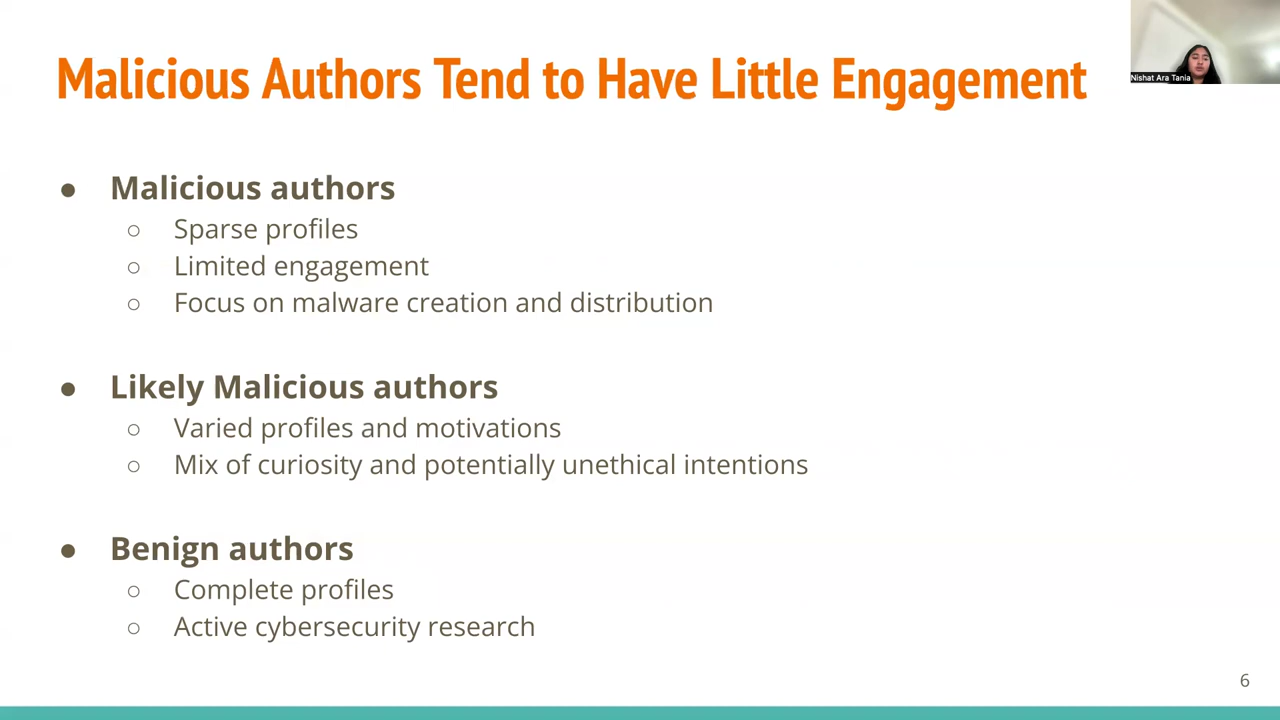 Malicious Authors Tend to Have Little Engagement
Nishat Ara Tania
● Malicious authors
○ Sparse profiles
○ Limited engagement
○ Focus on malware creation and distribution
● Likely Malicious authors
○ Varied profiles and motivations
○ Mix of curiosity and potentially unethical intentions
● Benign authors
○ Complete profiles
○ Active cybersecurity research
6